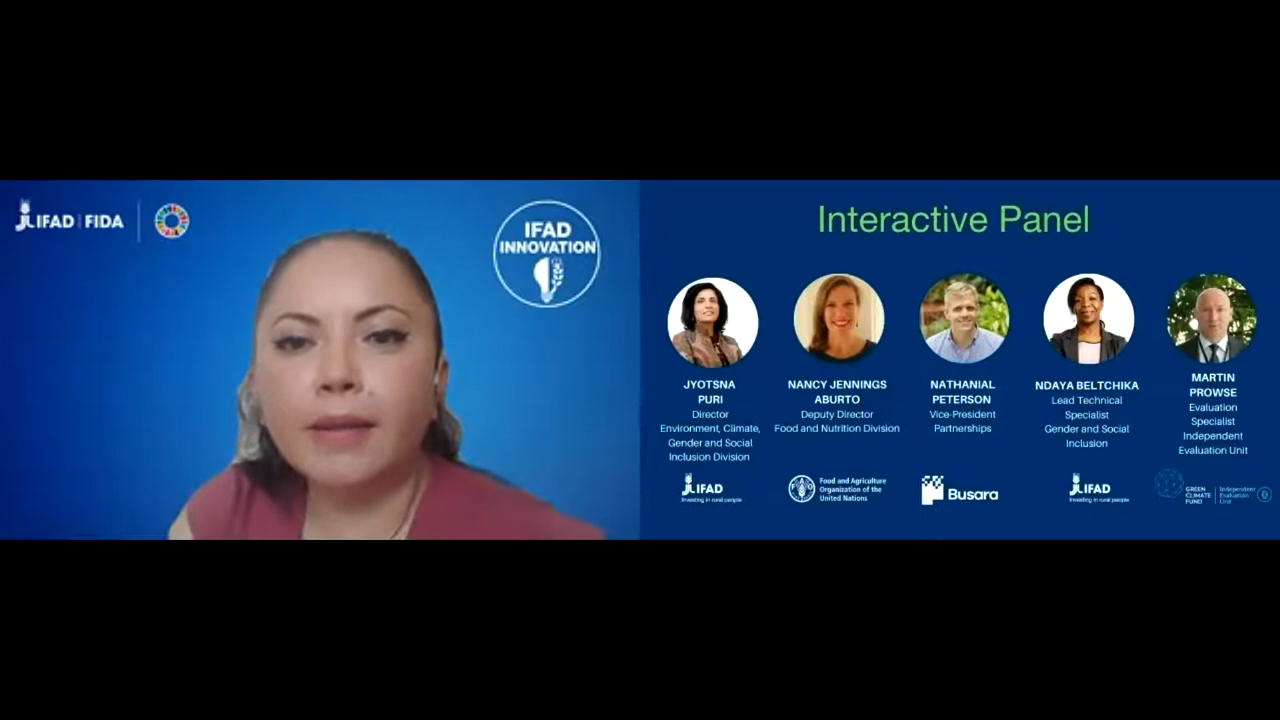 IFAD | FIDA
IFAD
INNOVATION
Interactive Panel
JYOTSNA
PURI
Director
Environment, Climate,
Gender and Social
Inclusion Division
IFAD
Investing in rural people
NANCY JENNINGS
ABURTO
Deputy Director
Food and Nutrition Division
F A O
Food and Agriculture
Organization of the
United Nations
NATHANIAL
PETERSON
Vice-President
Partnerships
Busara
NDAYA BELTCHIKA
Lead Technical
Specialist
Gender and Social
Inclusion
IFAD
Investing in rural people
MARTIN
PROWSE
Evaluation
Specialist
Independent
Evaluation Unit
GREEN
CLIMATE
FUND
Independent
Evaluation
Unit